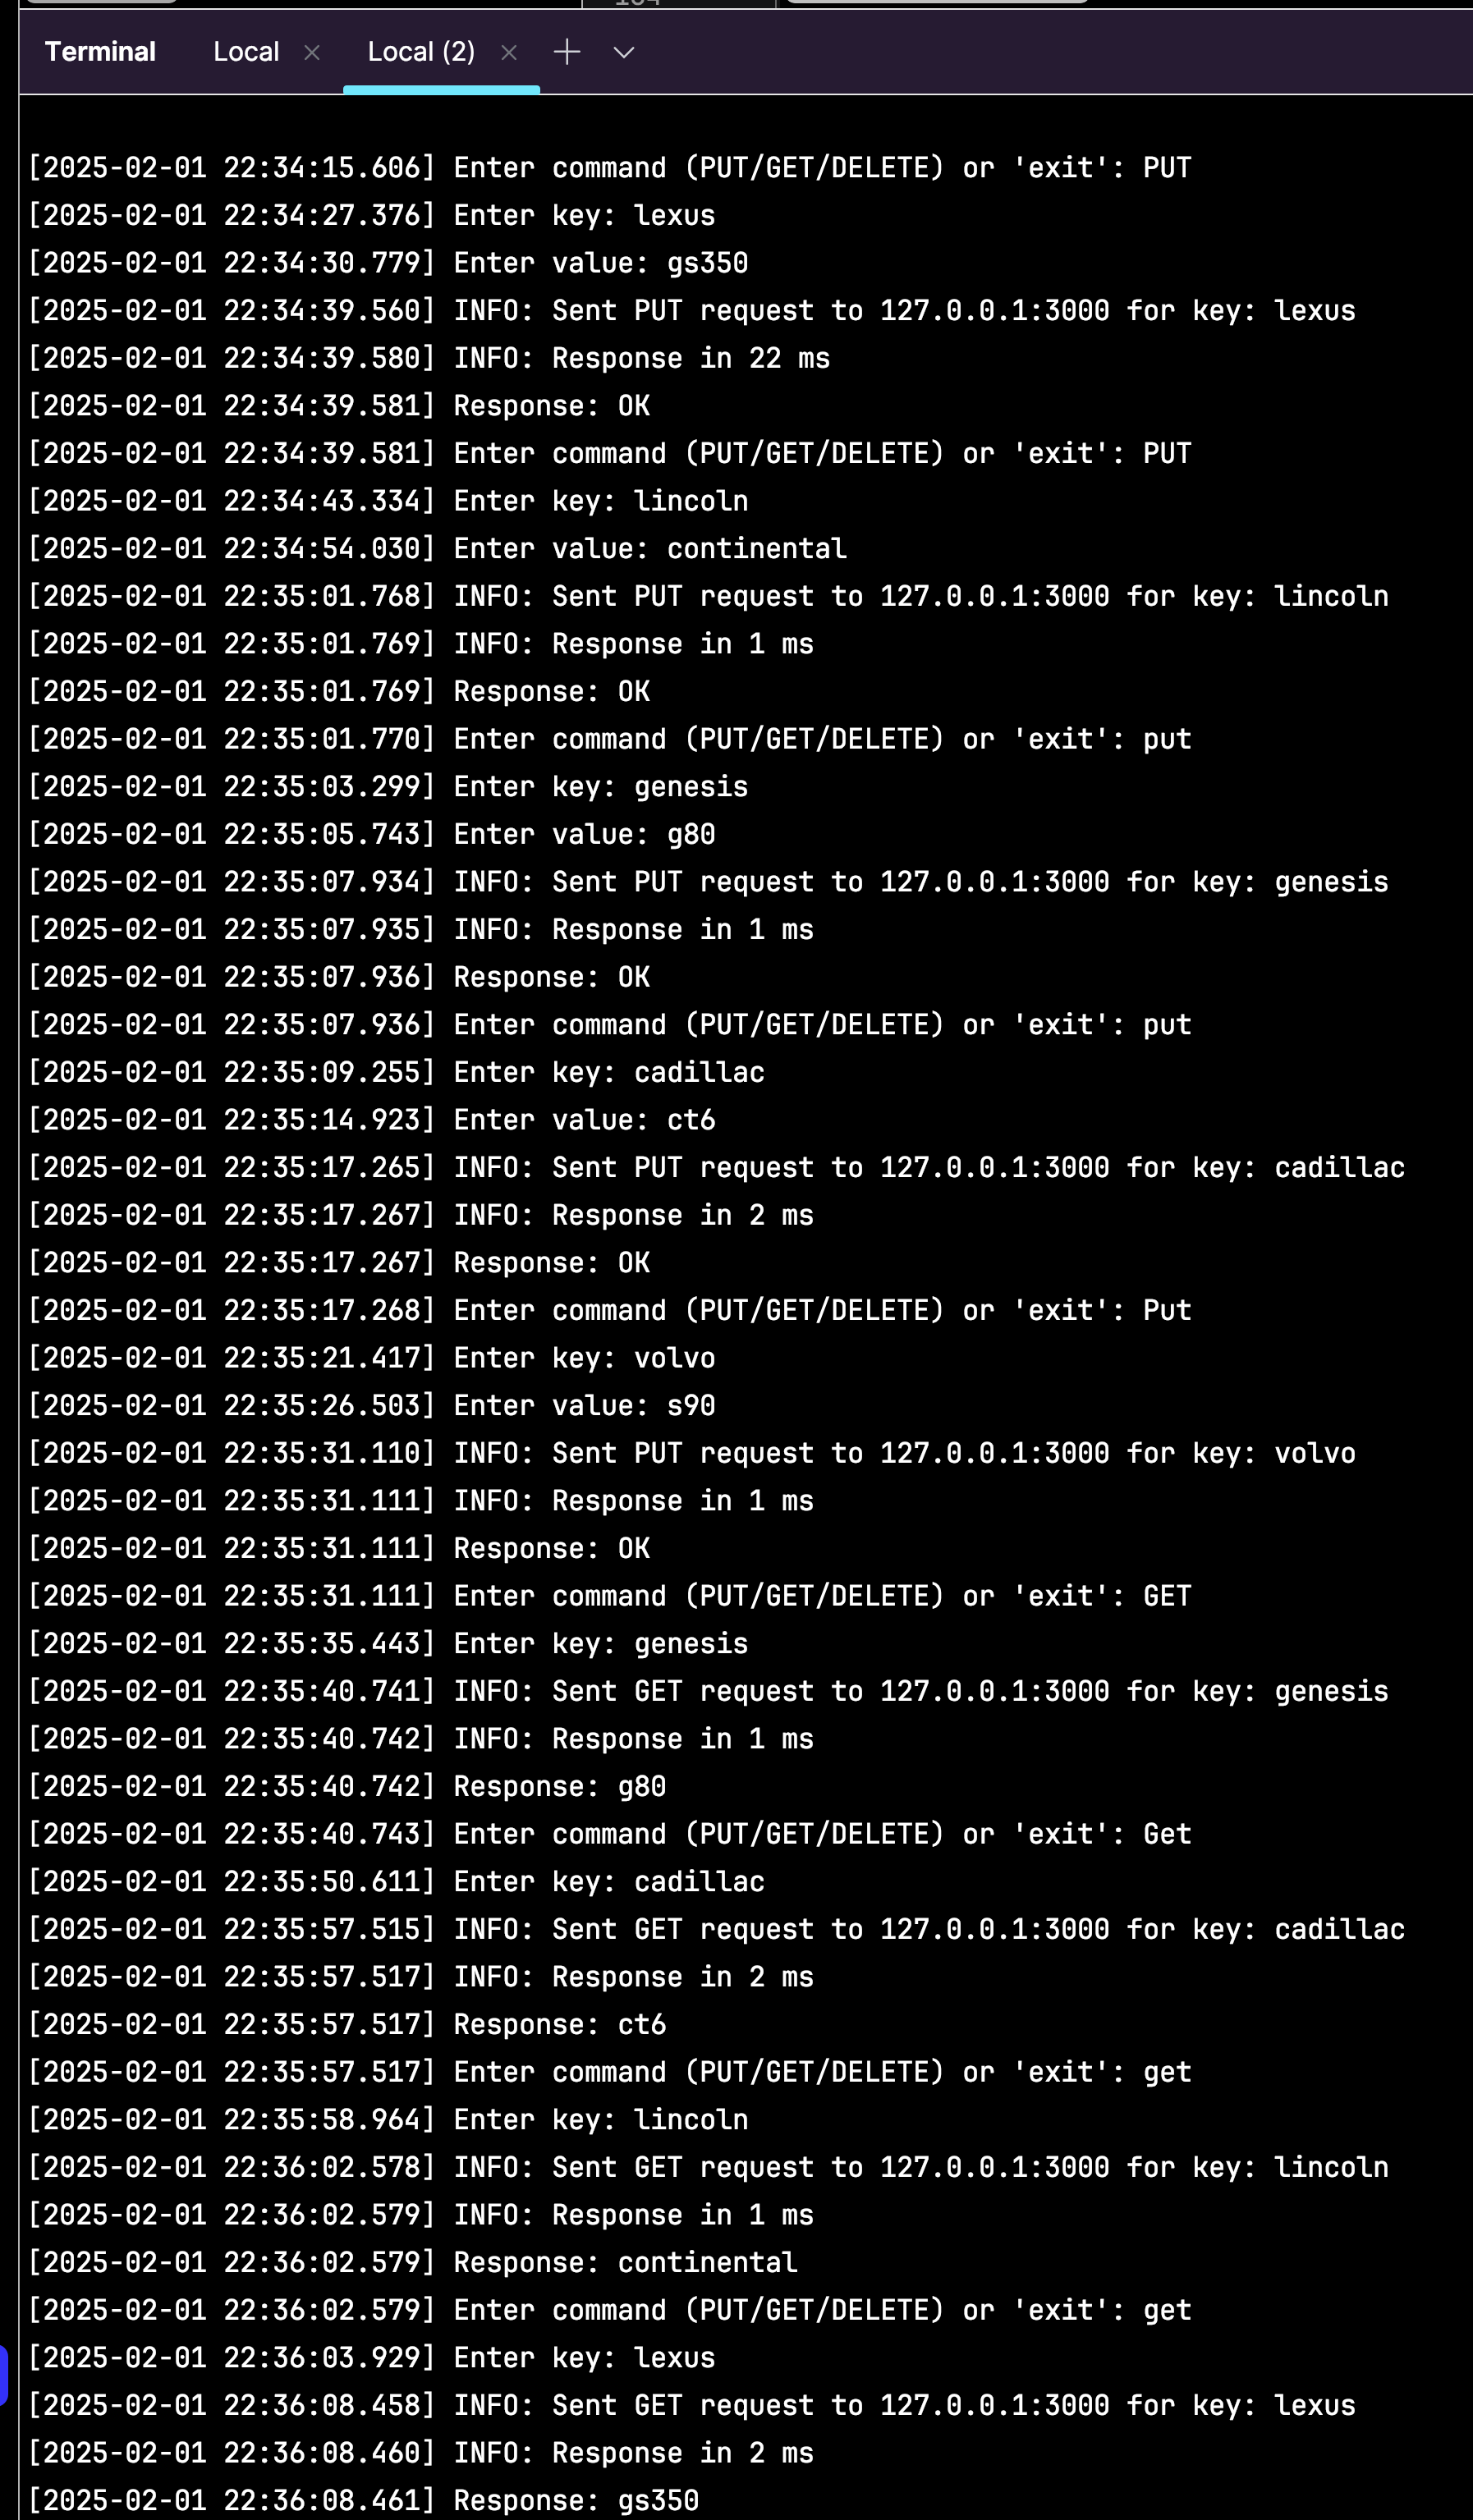 Terminal Local Local (2)
[2025-02-01 22:34:15.606] Enter command (PUT/GET/DELETE) or 'exit': PUT
[2025-02-01 22:34:27.376] Enter key: lexus
[2025-02-01 22:34:30.779] Enter value: gs350
[2025-02-01 22:34:39.560] INFO: Sent PUT request to 127.0.0.1:3000 for key: lexus
[2025-02-01 22:34:39.580] INFO: Response in 22 ms
[2025-02-01 22:34:39.581] Response: OK
[2025-02-01 22:34:39.581] Enter command (PUT/GET/DELETE) or 'exit': PUT
[2025-02-01 22:34:43.334] Enter key: lincoln
[2025-02-01 22:34:54.030] Enter value: continental
[2025-02-01 22:35:01.768] INFO: Sent PUT request to 127.0.0.1:3000 for key: lincoln
[2025-02-01 22:35:01.769] INFO: Response in 1 ms
[2025-02-01 22:35:01.769] Response: OK
[2025-02-01 22:35:01.770] Enter command (PUT/GET/DELETE) or 'exit': put
[2025-02-01 22:35:03.299] Enter key: genesis
[2025-02-01 22:35:05.743] Enter value: g80
[2025-02-01 22:35:07.934] INFO: Sent PUT request to 127.0.0.1:3000 for key: genesis
[2025-02-01 22:35:07.935] INFO: Response in 1 ms
[2025-02-01 22:35:07.936] Response: OK
[2025-02-01 22:35:07.936] Enter command (PUT/GET/DELETE) or 'exit': put
[2025-02-01 22:35:09.255] Enter key: cadillac
[2025-02-01 22:35:14.923] Enter value: ct6
[2025-02-01 22:35:17.265] INFO: Sent PUT request to 127.0.0.1:3000 for key: cadillac
[2025-02-01 22:35:17.267] INFO: Response in 2 ms
[2025-02-01 22:35:17.267] Response: OK
[2025-02-01 22:35:17.268] Enter command (PUT/GET/DELETE) or 'exit': Put
[2025-02-01 22:35:21.417] Enter key: volvo
[2025-02-01 22:35:26.503] Enter value: s90
[2025-02-01 22:35:31.110] INFO: Sent PUT request to 127.0.0.1:3000 for key: volvo
[2025-02-01 22:35:31.111] INFO: Response in 1 ms
[2025-02-01 22:35:31.111] Response: OK
[2025-02-01 22:35:31.111] Enter command (PUT/GET/DELETE) or 'exit': GET
[2025-02-01 22:35:35.443] Enter key: genesis
[2025-02-01 22:35:40.741] INFO: Sent GET request to 127.0.0.1:3000 for key: genesis
[2025-02-01 22:35:40.742] INFO: Response in 1 ms
[2025-02-01 22:35:40.742] Response: g80
[2025-02-01 22:35:40.743] Enter command (PUT/GET/DELETE) or 'exit': Get
[2025-02-01 22:35:50.611] Enter key: cadillac
[2025-02-01 22:35:57.515] INFO: Sent GET request to 127.0.0.1:3000 for key: cadillac
[2025-02-01 22:35:57.517] INFO: Response in 2 ms
[2025-02-01 22:35:57.517] Response: ct6
[2025-02-01 22:35:57.517] Enter command (PUT/GET/DELETE) or 'exit': get
[2025-02-01 22:35:58.964] Enter key: lincoln
[2025-02-01 22:36:02.578] INFO: Sent GET request to 127.0.0.1:3000 for key: lincoln
[2025-02-01 22:36:02.579] INFO: Response in 1 ms
[2025-02-01 22:36:02.579] Response: continental
[2025-02-01 22:36:02.579] Enter command (PUT/GET/DELETE) or 'exit': get
[2025-02-01 22:36:03.929] Enter key: lexus
[2025-02-01 22:36:08.458] INFO: Sent GET request to 127.0.0.1:3000 for key: lexus
[2025-02-01 22:36:08.460] INFO: Response in 2 ms
[2025-02-01 22:36:08.461] Response: gs350